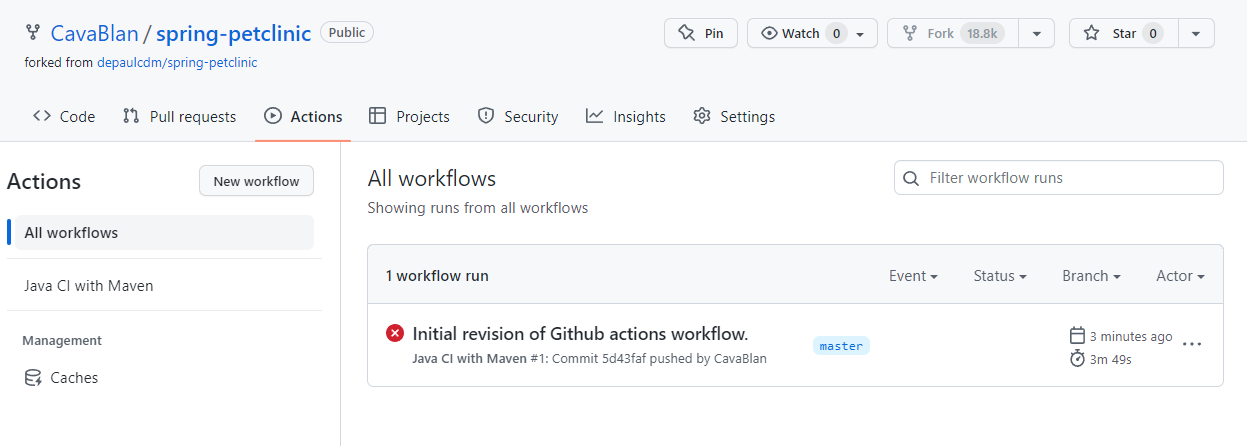 CavaBlan / spring-petclinic Public Pin Watch 0 Fork 18.8k Star 0
forked from depaulcdm/spring-petclinic
Code Pull requests Actions Projects Security Insights Settings
Actions New workflow
All workflows
Java CI with Maven
Management
Caches
All workflows
Showing runs from all workflows
Filter workflow runs
1 workflow run Event Status Branch Actor
Initial revision of Github actions workflow.
Java CI with Maven #1: Commit 5d43faf pushed by CavaBlan
master
3 minutes ago
3m 49s